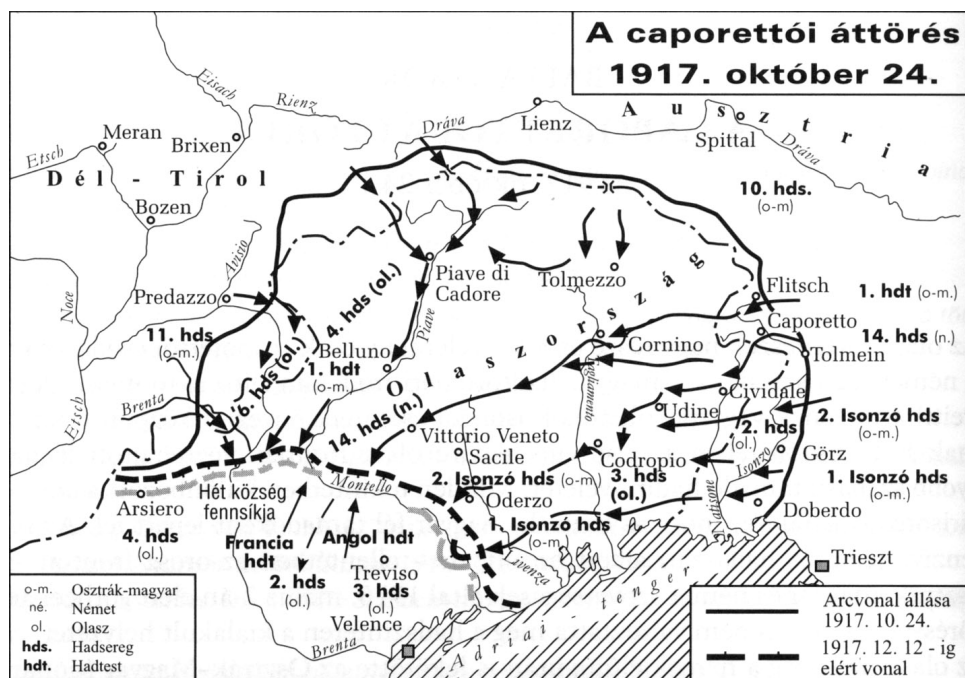 A caporettói áttörés
1917. október 24.
Eisach
Rienz
Etsch
Meran
Brixen
Dráva
Lienz
Ausztria
Spittal
Dráva
Dél - Tirol
Bozen
10. hds.
(o-m)
Avisio
Noce
Predazzo
Piave di
Cadore
Tolmezzo
Flitsch
1. hdt (o-m.)
Caporetto
14. hds (n.)
Tolmein
11. hds
(o-m.)
4. hds (ol.)
6. hds (ol.)
Piave
Belluno
1. hdt
(o-m.)
Olaszország
Cornino
Tagliamento
Etsch
Brenta
14. hds (n.)
Cividale
Udine
2. hds
(ol.)
2. Isonzó hds
(o-m.)
Vittorio Veneto
Sacile
Codropio
Isonzo
Görz
2. Isonzó hds (o-m)
3. hds
(ol.)
1. Isonzó hds
(o-m.)
Montello
Oderzo
Natisone
Doberdo
Arsiero
Hét község
fennsíkja
4. hds
(ol.)
Isonzó hds
(o-m
Livenza
Francia
hdt
Angol hdt
2. hds
(ol.)
Treviso
3. hds
(ol.)
Trieszt
Velence
Brenta
Adriai tenger
o-m. Osztrák-magyar
né. Német
ol. Olasz
hds. Hadsereg
hdt. Hadtest
Arcvonal állása
1917. 10. 24.
1917. 12. 12 - ig
elért vonal